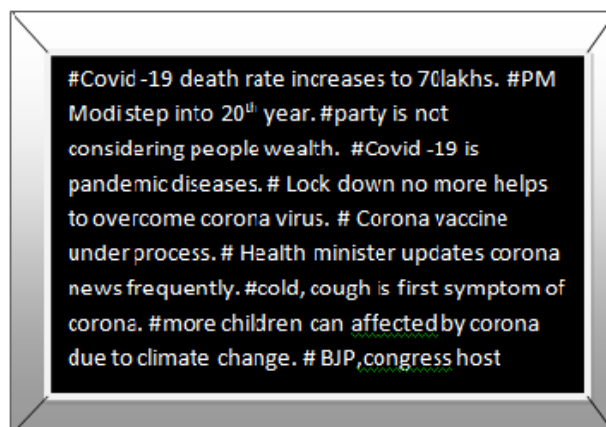 #Covid -19 death rate increases to 70lakhs. #PM
Modi step into 20th year. #party is not
considering people wealth.  #Covid -19 is
pandemic diseases. # Lock down no more helps
to overcome corona virus. # Corona vaccine
under process. # Health minister updates corona
news frequently. #cold, cough is first symptom of
corona. #more children can affected by corona
due to climate change. # BJP,congress host